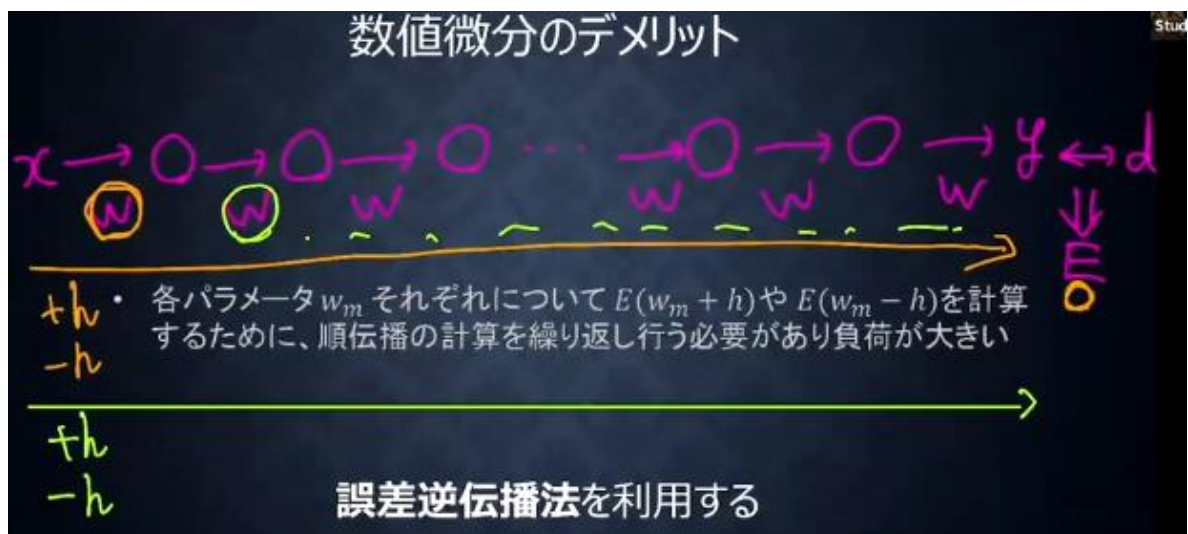 数値微分のデメリット
Stud
x → O → O → O ⋯ → O → O → y ↔ d
w w w w w w
⇓
E
+h
-h
• 各パラメータ w_m それぞれについて E(w_m + h)や E(w_m − h)を計算
するために、順伝播の計算を繰り返し行う必要があり負荷が大きい
+h
-h
誤差逆伝播法を利用する